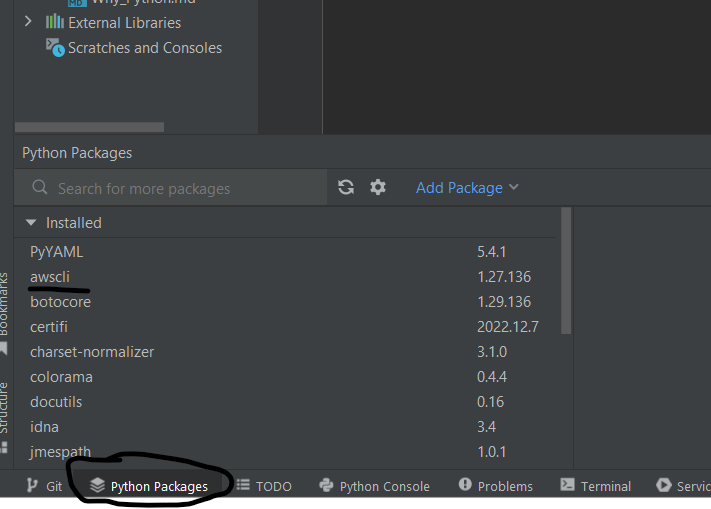 Why_Python.md
External Libraries
Scratches and Consoles
Python Packages
Search for more packages
Add Package
Installed
PyYAML 5.4.1
awscli 1.27.136
botocore 1.29.136
certifi 2022.12.7
charset-normalizer 3.1.0
colorama 0.4.4
docutils 0.16
idna 3.4
jmespath 1.0.1
Bookmarks
Structure
Git Python Packages TODO Python Console Problems Terminal Servic